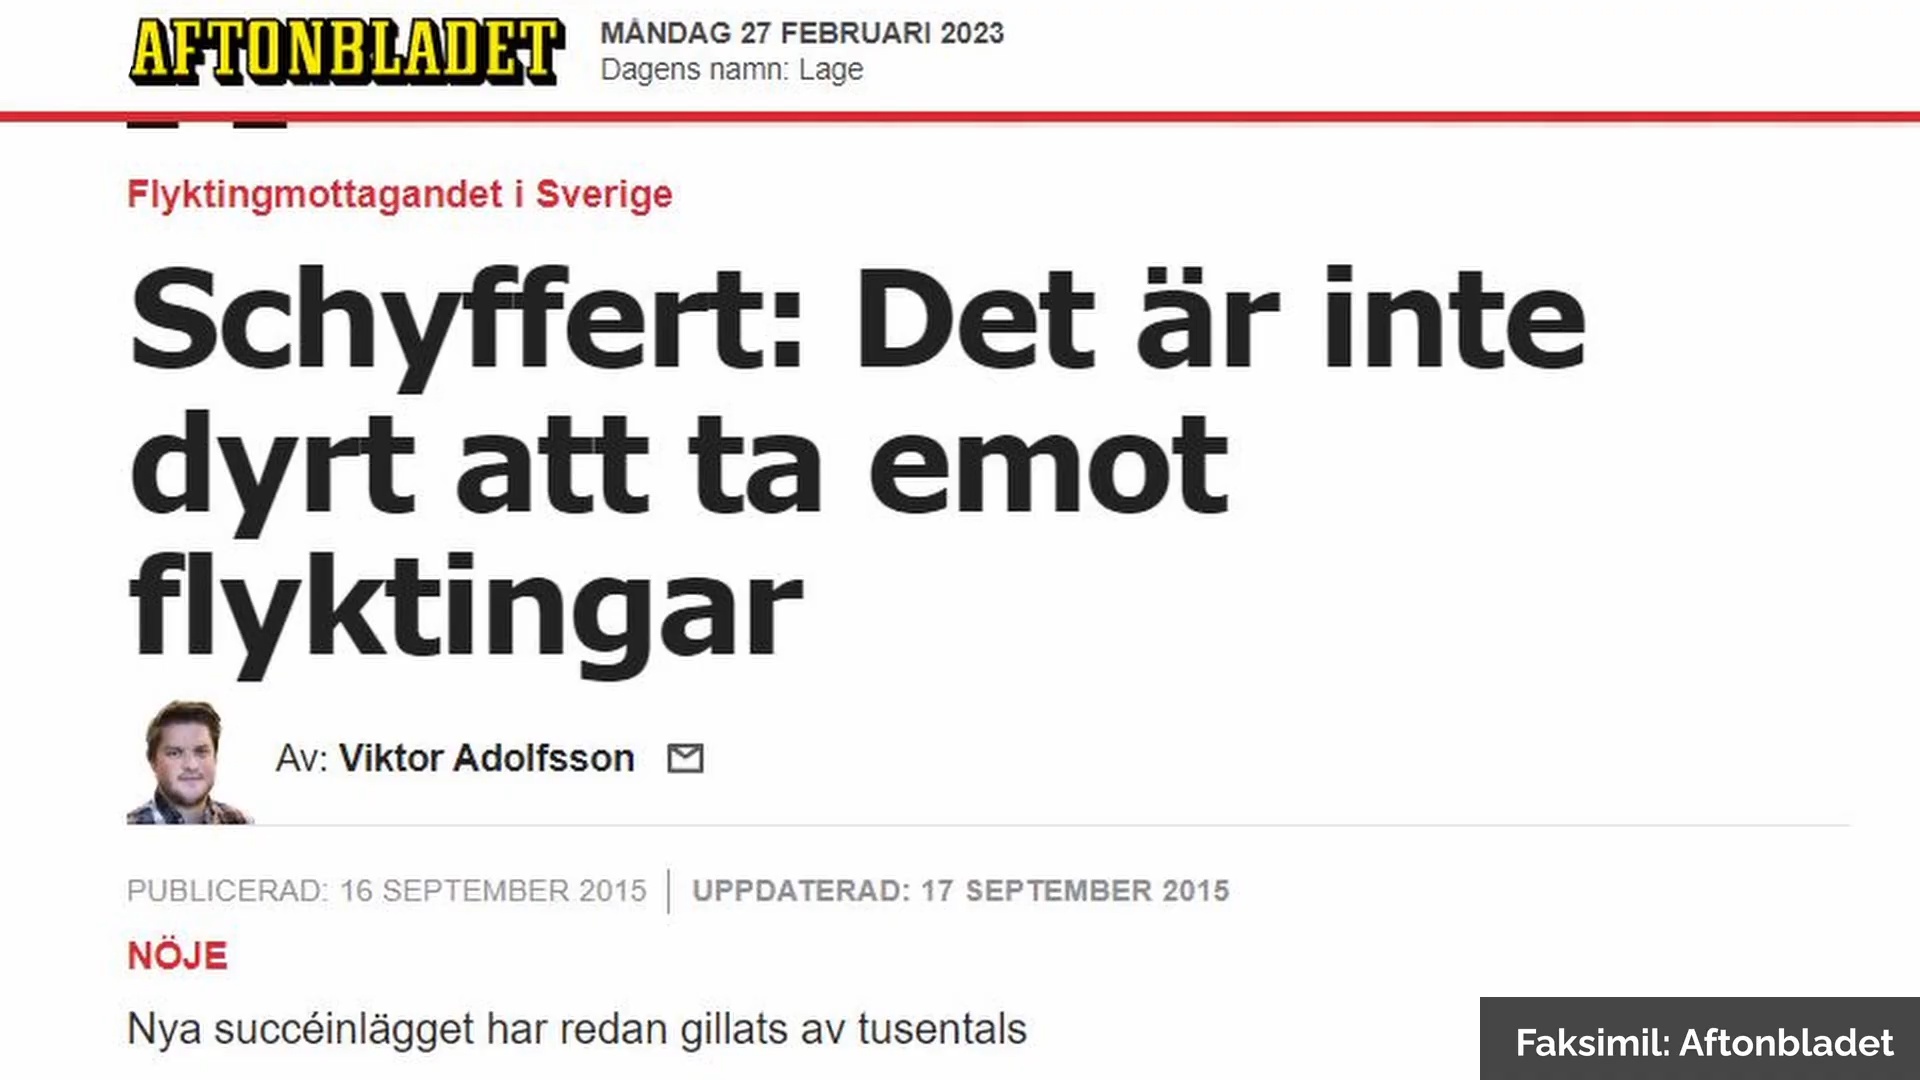 AFTONBLADET
MÅNDAG 27 FEBRUARI 2023
Dagens namn: Lage
Flyktingmottagandet i Sverige
Schyffert: Det är inte
dyrt att ta emot
flyktingar
Av: Viktor Adolfsson
PUBLICERAD: 16 SEPTEMBER 2015 | UPPDATERAD: 17 SEPTEMBER 2015
NÖJE
Nya succéinlägget har redan gillats av tusentals
Faksimil: Aftonbladet